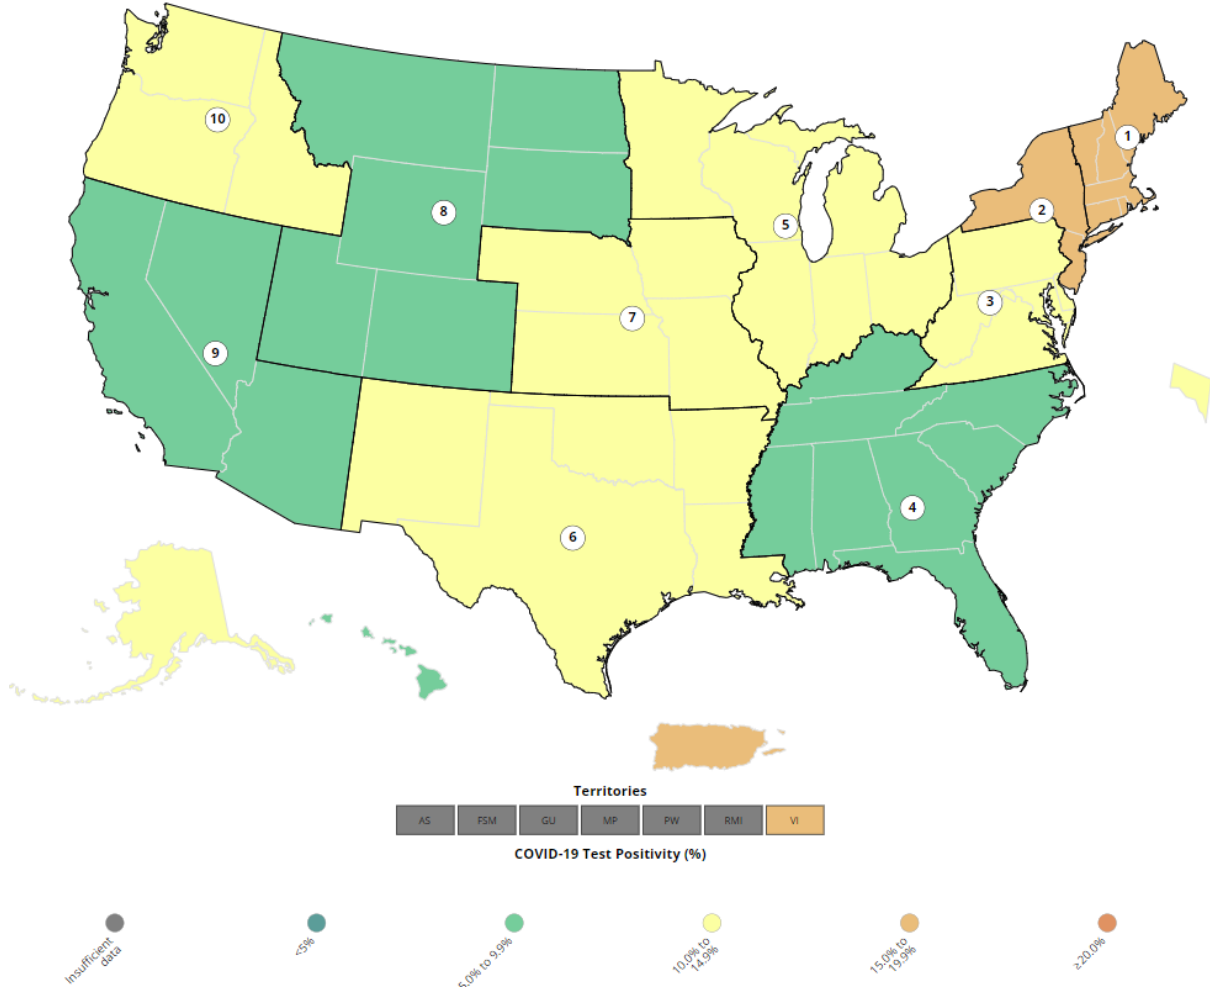 10
1
8
2
5
3
7
9
4
6
Territories
AS FSM GU MP PW RMI VI
COVID-19 Test Positivity (%)
Insufficient
data
<5%
5.0% to 9.9%
10.0% to
14.9%
15.0% to
19.9%
≥20.0%